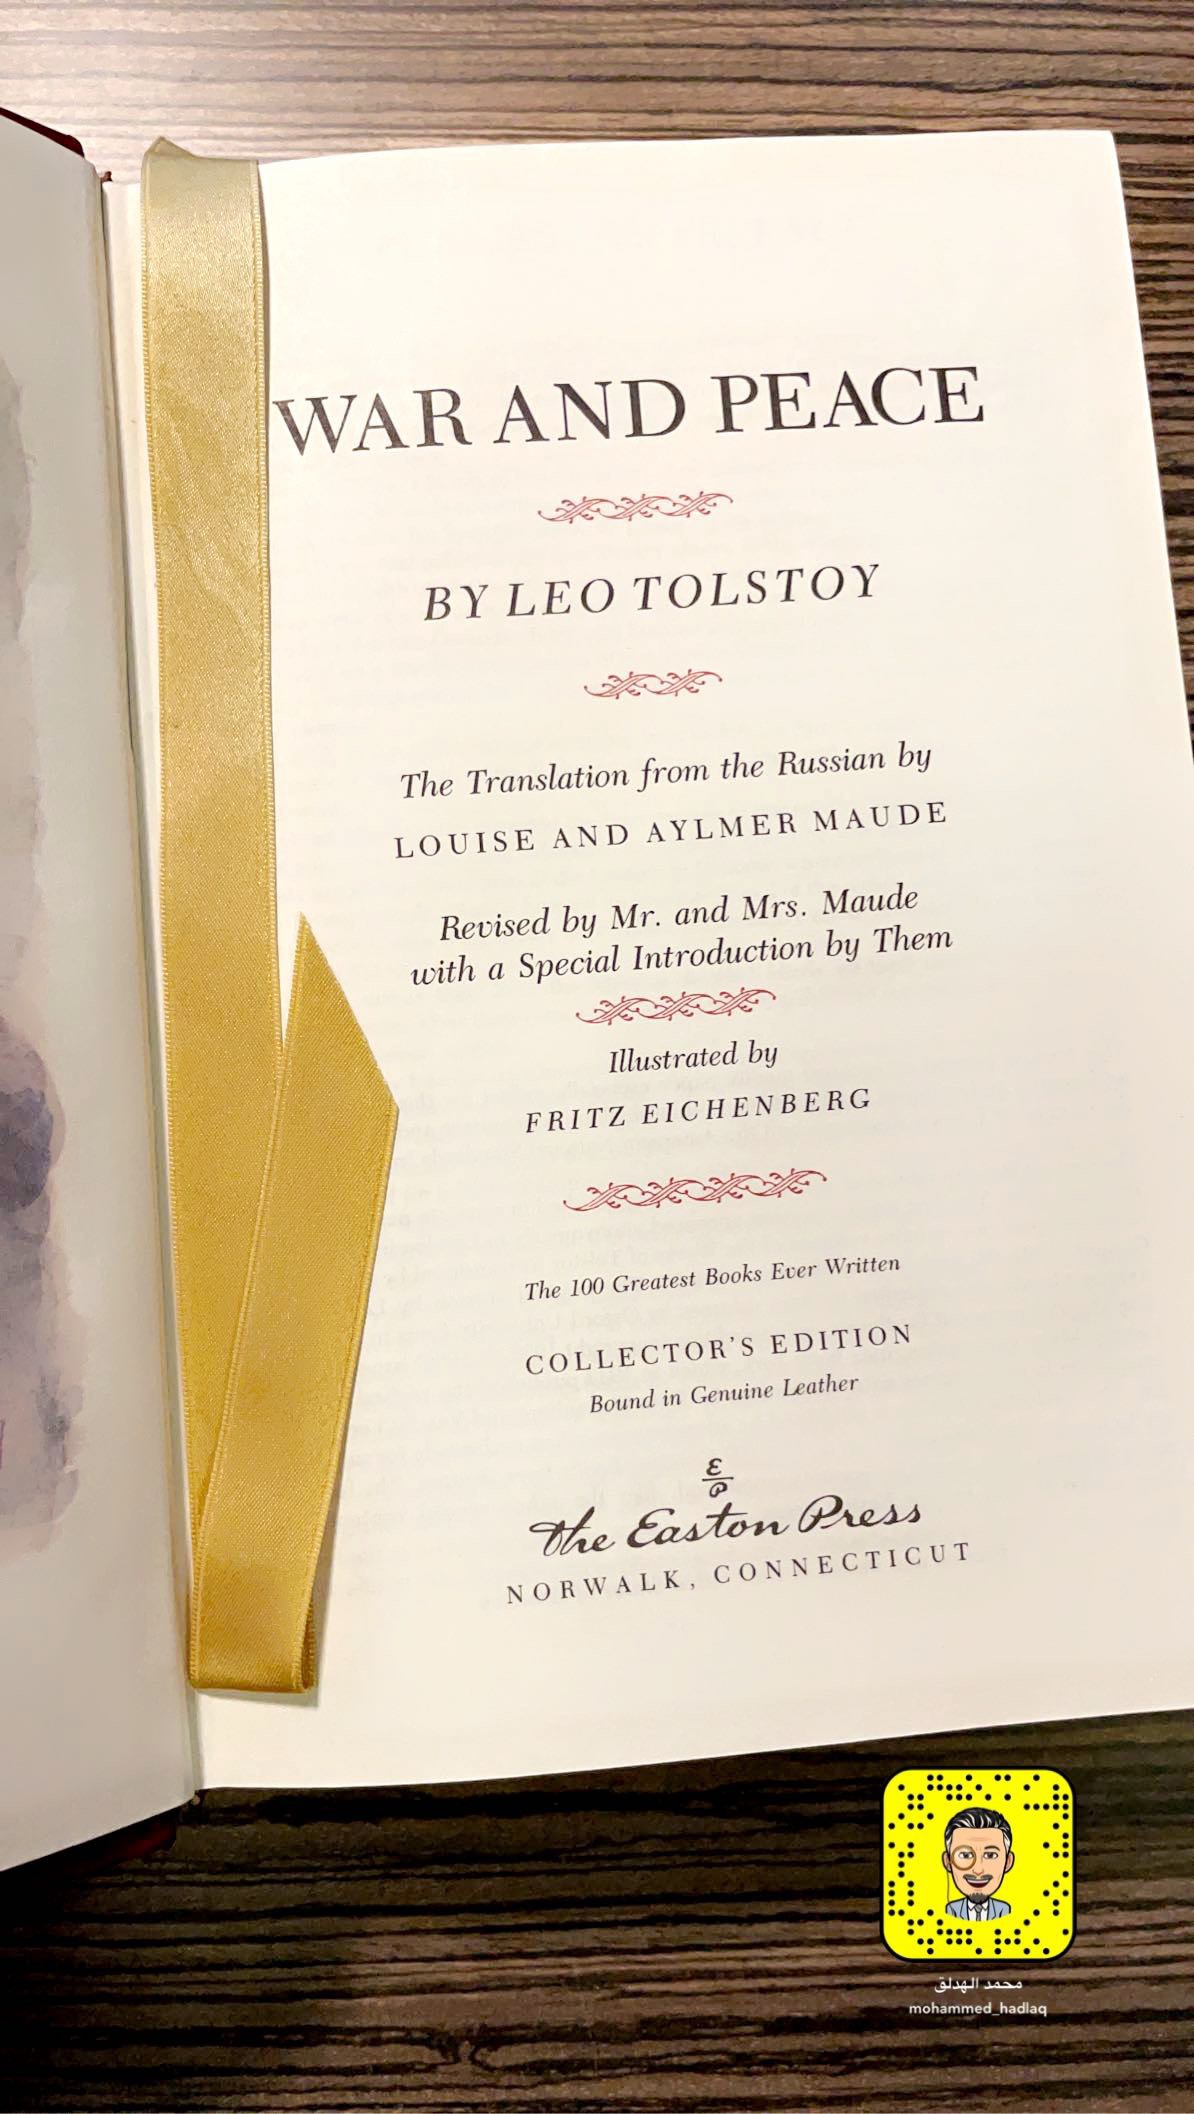 WAR AND PEACE
BY LEO TOLSTOY
The Translation from the Russian by
LOUISE AND AYLMER MAUDE
Revised by Mr. and Mrs. Maude
with a Special Introduction by Them
Illustrated by
FRITZ EICHENBERG
The 100 Greatest Books Ever Written
COLLECTOR'S EDITION
Bound in Genuine Leather
E
P
The Easton Press
NORWALK, CONNECTICUT
محمد الهدلق
mohammed_hadlaq